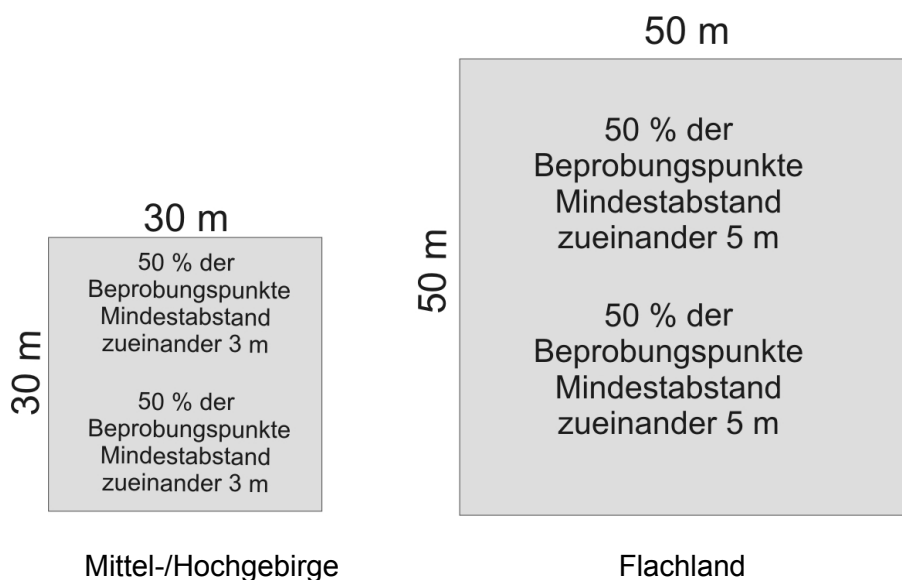 30 m
30 m
50 % der
Beprobungspunkte
Mindestabstand
zueinander 3 m
50 % der
Beprobungspunkte
Mindestabstand
zueinander 3 m
Mittel-/Hochgebirge
50 m
50 m
50 % der
Beprobungspunkte
Mindestabstand
zueinander 5 m
50 % der
Beprobungspunkte
Mindestabstand
zueinander 5 m
Flachland